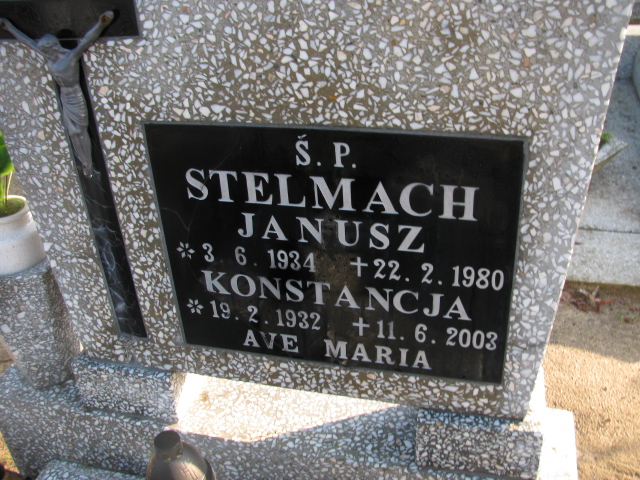 Š.P.
STELMACH
JANUSZ
* 3.6.1934 +22.2.1980
KONSTANCJA
* 19.2.1932 +11.6.2003
AVE MARIA